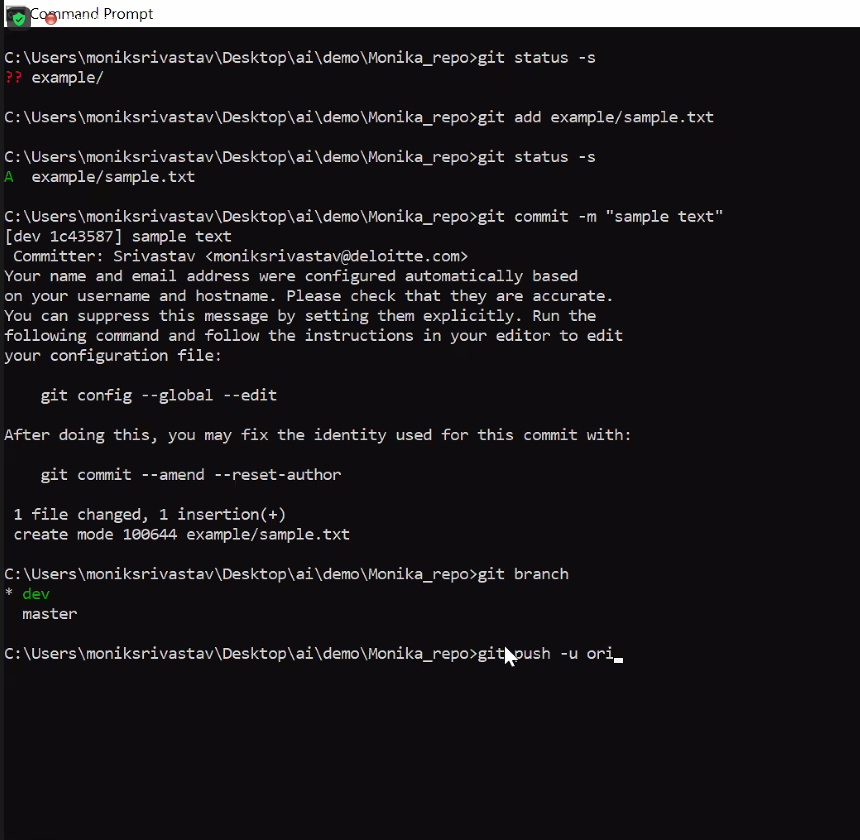 Command Prompt
C:\Users\moniksrivastav\Desktop\ai\demo\Monika_repo>git status -s
?? example/
C:\Users\moniksrivastav\Desktop\ai\demo\Monika_repo>git add example/sample.txt
C:\Users\moniksrivastav\Desktop\ai\demo\Monika_repo>git status -s
A  example/sample.txt
C:\Users\moniksrivastav\Desktop\ai\demo\Monika_repo>git commit -m "sample text"
[dev 1c43587] sample text
 Committer: Srivastav <moniksrivastav@deloitte.com>
Your name and email address were configured automatically based
on your username and hostname. Please check that they are accurate.
You can suppress this message by setting them explicitly. Run the
following command and follow the instructions in your editor to edit
your configuration file:
    git config --global --edit
After doing this, you may fix the identity used for this commit with:
    git commit --amend --reset-author
 1 file changed, 1 insertion(+)
 create mode 100644 example/sample.txt
C:\Users\moniksrivastav\Desktop\ai\demo\Monika_repo>git branch
* dev
  master
C:\Users\moniksrivastav\Desktop\ai\demo\Monika_repo>git push -u ori